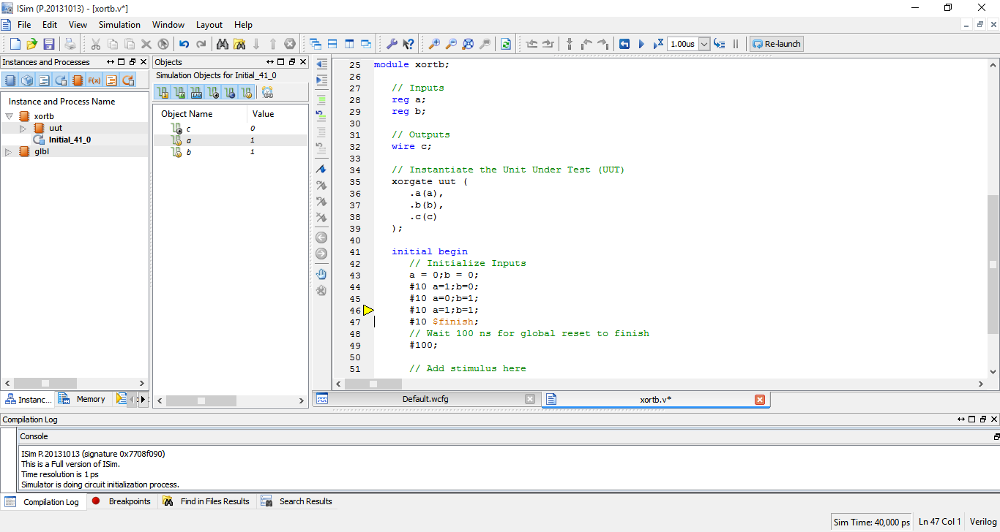 ISim (P.20131013) - [xortb.v*]
File Edit View Simulation Window Layout Help
1.00us Re-launch
Instances and Processes
Instance and Process Name
xortb
uut
Initial_41_0
glbl
Instanc... Memory
Objects
Simulation Objects for Initial_41_0
Object Name Value
c 0
a 1
b 1
25 module xortb;
26
27 // Inputs
28 reg a;
29 reg b;
30
31 // Outputs
32 wire c;
33
34 // Instantiate the Unit Under Test (UUT)
35 xorgate uut (
36 .a(a),
37 .b(b),
38 .c(c)
39 );
40
41 initial begin
42 // Initialize Inputs
43 a = 0;b = 0;
44 #10 a=1;b=0;
45 #10 a=0;b=1;
46 #10 a=1;b=1;
47 #10 $finish;
48 // Wait 100 ns for global reset to finish
49 #100;
50
51 // Add stimulus here
Default.wcfg xortb.v*
Compilation Log
Console
ISim P.20131013 (signature 0x7708f090)
This is a Full version of ISim.
Time resolution is 1 ps
Simulator is doing circuit initialization process.
Compilation Log Breakpoints Find in Files Results Search Results
Sim Time: 40,000 ps Ln 47 Col 1 Verilog